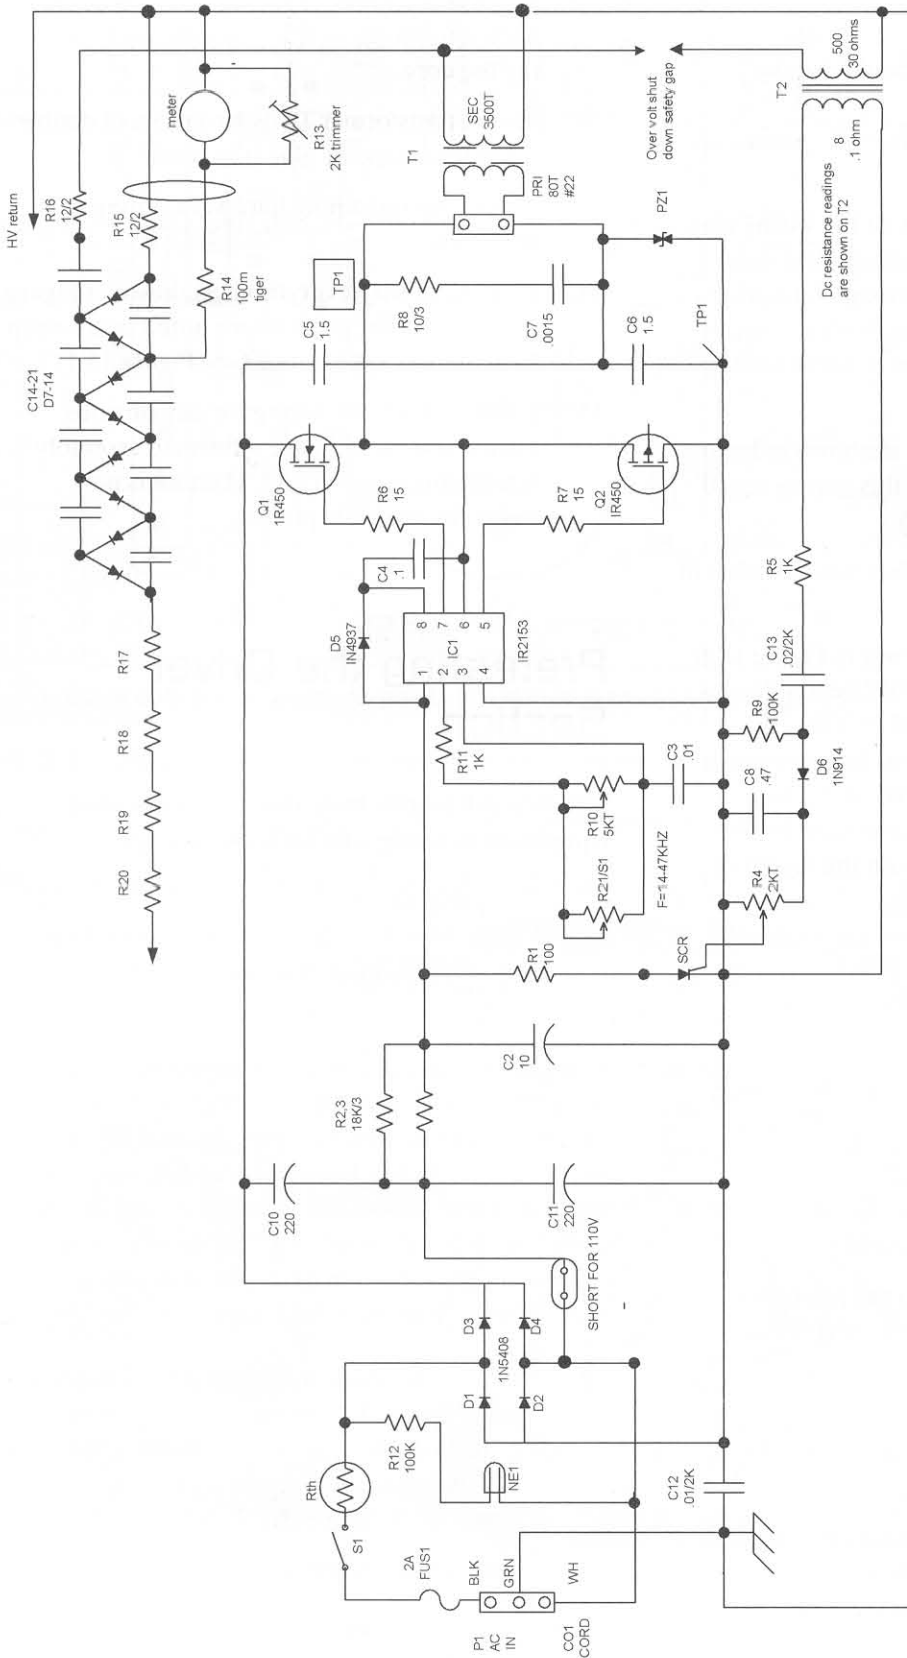 HV return
R16
12/2
R15
12/2
meter
R13
2K trimmer
R14
100m
tiger
C14-21
D7-14
R17
R18
R19
R20
T1
SEC
3500T
PRI
80T
#22
Over volt shut
down safety gap
T2
500
30 ohms
8
.1 ohm
Dc resistance readings
are shown on T2
PZ1
TP1
R8
10/3
C7
.0015
C5
1.5
C6
1.5
TP1
Q1
1R450
R6
15
R7
15
Q2
IR450
C4
.1
D5
IN4937
8
7
6
5
IC1
1
2
3
4
IR2153
R11
1K
R10
5KT
R21/S1
F=14-47KHZ
C3
.01
R5
1K
C13
.02/2K
R9
100K
D6
1N914
C8
.47
R4
2KT
SCR
R1
100
C2
10
R2,3
18K/3
C10
220
C11
220
SHORT FOR 110V
D3
D4
1N5408
D1
D2
Rth
R12
100K
NE1
S1
2A
FUS1
BLK
GRN
WH
P1
AC
IN
CO1
CORD
C12
.01/2K